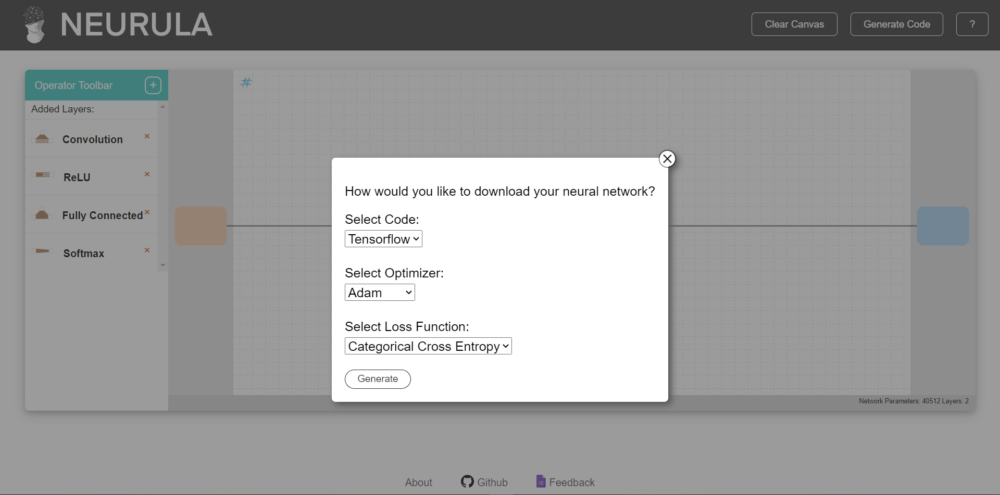 NEURULA
Clear Canvas
Generate Code
?
Operator Toolbar
+
Added Layers:
Convolution
ReLU
Fully Connected
Softmax
How would you like to download your neural network?
Select Code:
Tensorflow
Select Optimizer:
Adam
Select Loss Function:
Categorical Cross Entropy
Generate
Network Parameters: 40512 Layers: 2
About
Github
Feedback